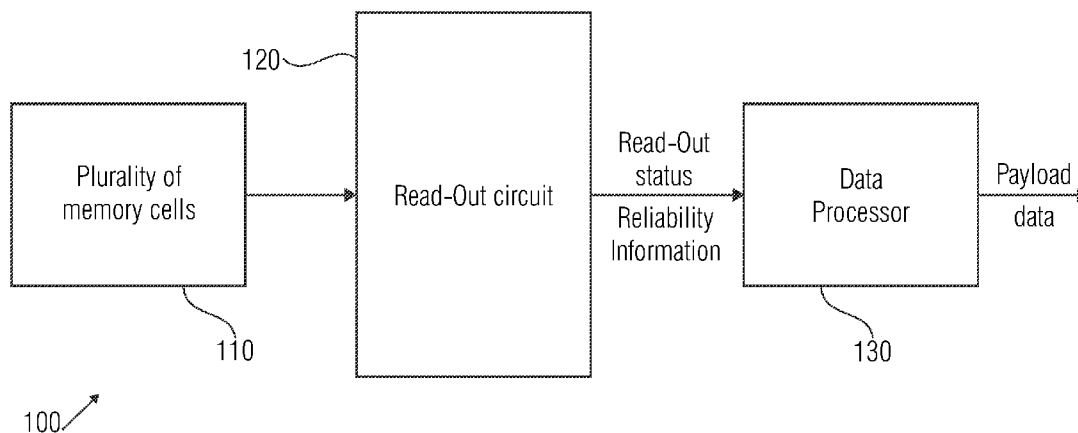 120
Plurality of
memory cells
Read-Out circuit
Read-Out
status
Reliability
Information
Data
Processor
Payload
data
110
130
100